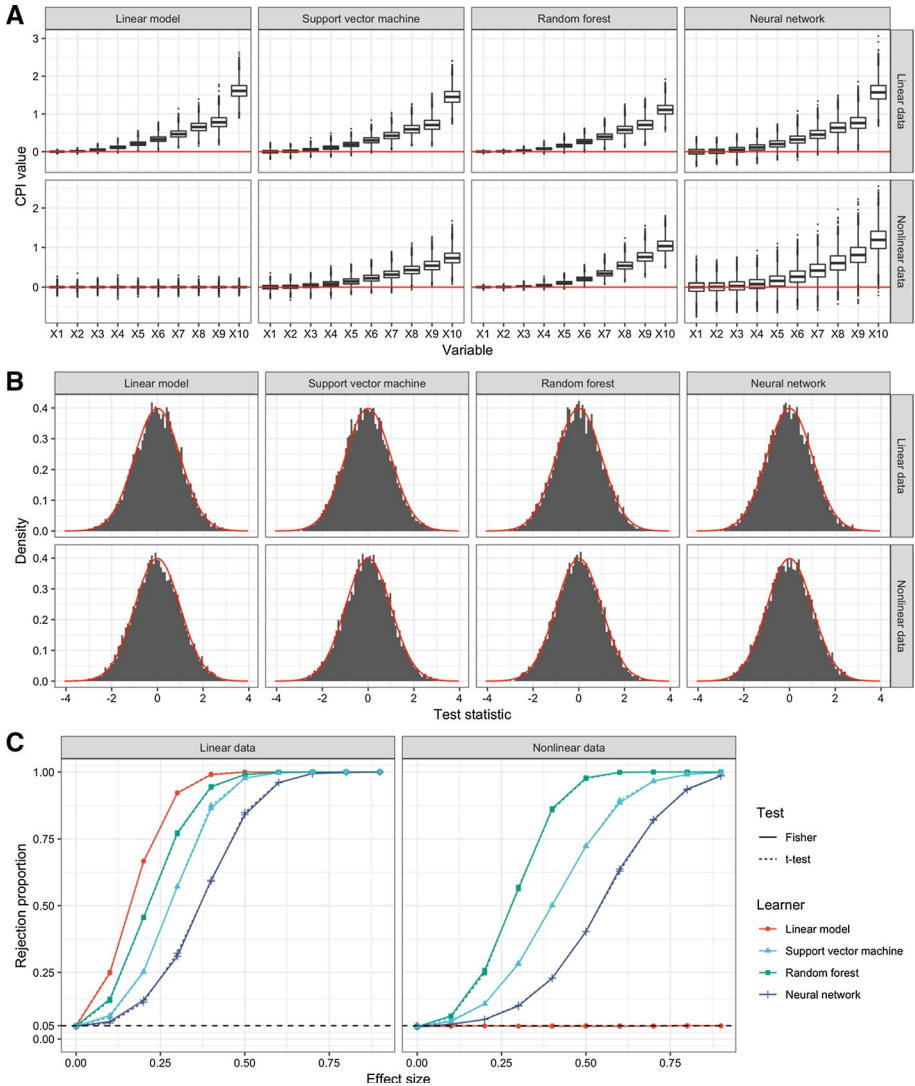 A
Linear model Support vector machine Random forest Neural network
3
2
1
0
Linear data
CPI value
2
1
0
Nonlinear data
X1 X2 X3 X4 X5 X6 X7 X8 X9 X10 X1 X2 X3 X4 X5 X6 X7 X8 X9 X10 X1 X2 X3 X4 X5 X6 X7 X8 X9 X10 X1 X2 X3 X4 X5 X6 X7 X8 X9 X10
Variable
B
Linear model Support vector machine Random forest Neural network
0.4
0.3
0.2
0.1
0.0
Linear data
Density
0.4
0.3
0.2
0.1
0.0
Nonlinear data
-4 -2 0 2 4 -4 -2 0 2 4 -4 -2 0 2 4 -4 -2 0 2 4
Test statistic
C
Linear data Nonlinear data
1.00
0.75
0.50
0.25
0.05
0.00
Rejection proportion
0.00 0.25 0.50 0.75 0.00 0.25 0.50 0.75
Effect size
Test
Fisher
t-test
Learner
Linear model
Support vector machine
Random forest
Neural network